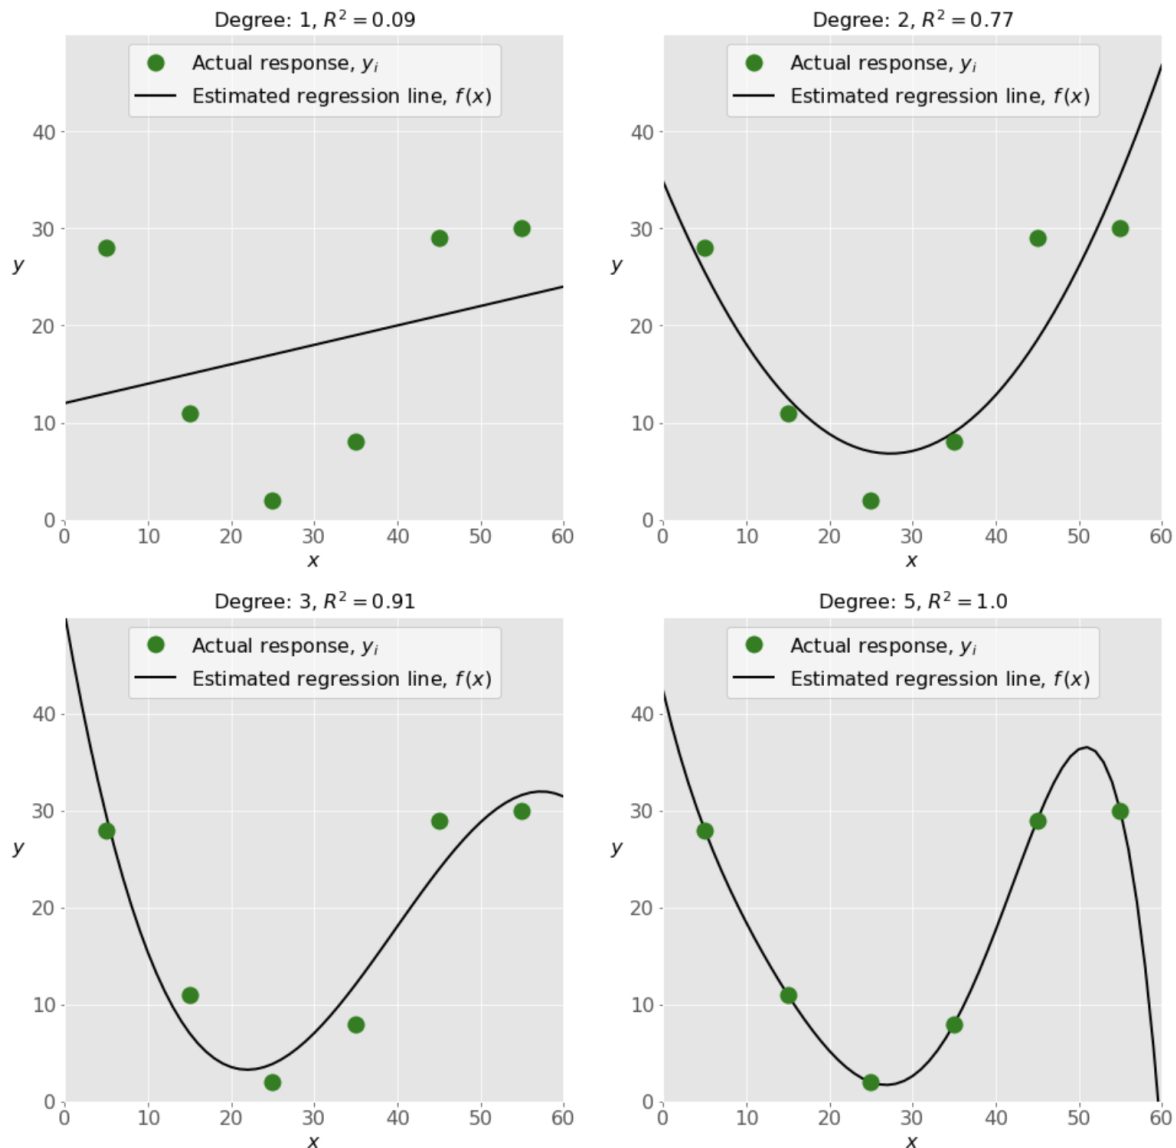 Degree: 1, R² = 0.09
Actual response, yᵢ
Estimated regression line, f(x)
40
30
y
20
10
0
0 10 20 30 40 50 60
x
Degree: 2, R² = 0.77
Actual response, yᵢ
Estimated regression line, f(x)
40
30
y
20
10
0
0 10 20 30 40 50 60
x
Degree: 3, R² = 0.91
Actual response, yᵢ
Estimated regression line, f(x)
40
30
y
20
10
0
0 10 20 30 40 50 60
x
Degree: 5, R² = 1.0
Actual response, yᵢ
Estimated regression line, f(x)
40
30
y
20
10
0
0 10 20 30 40 50 60
x